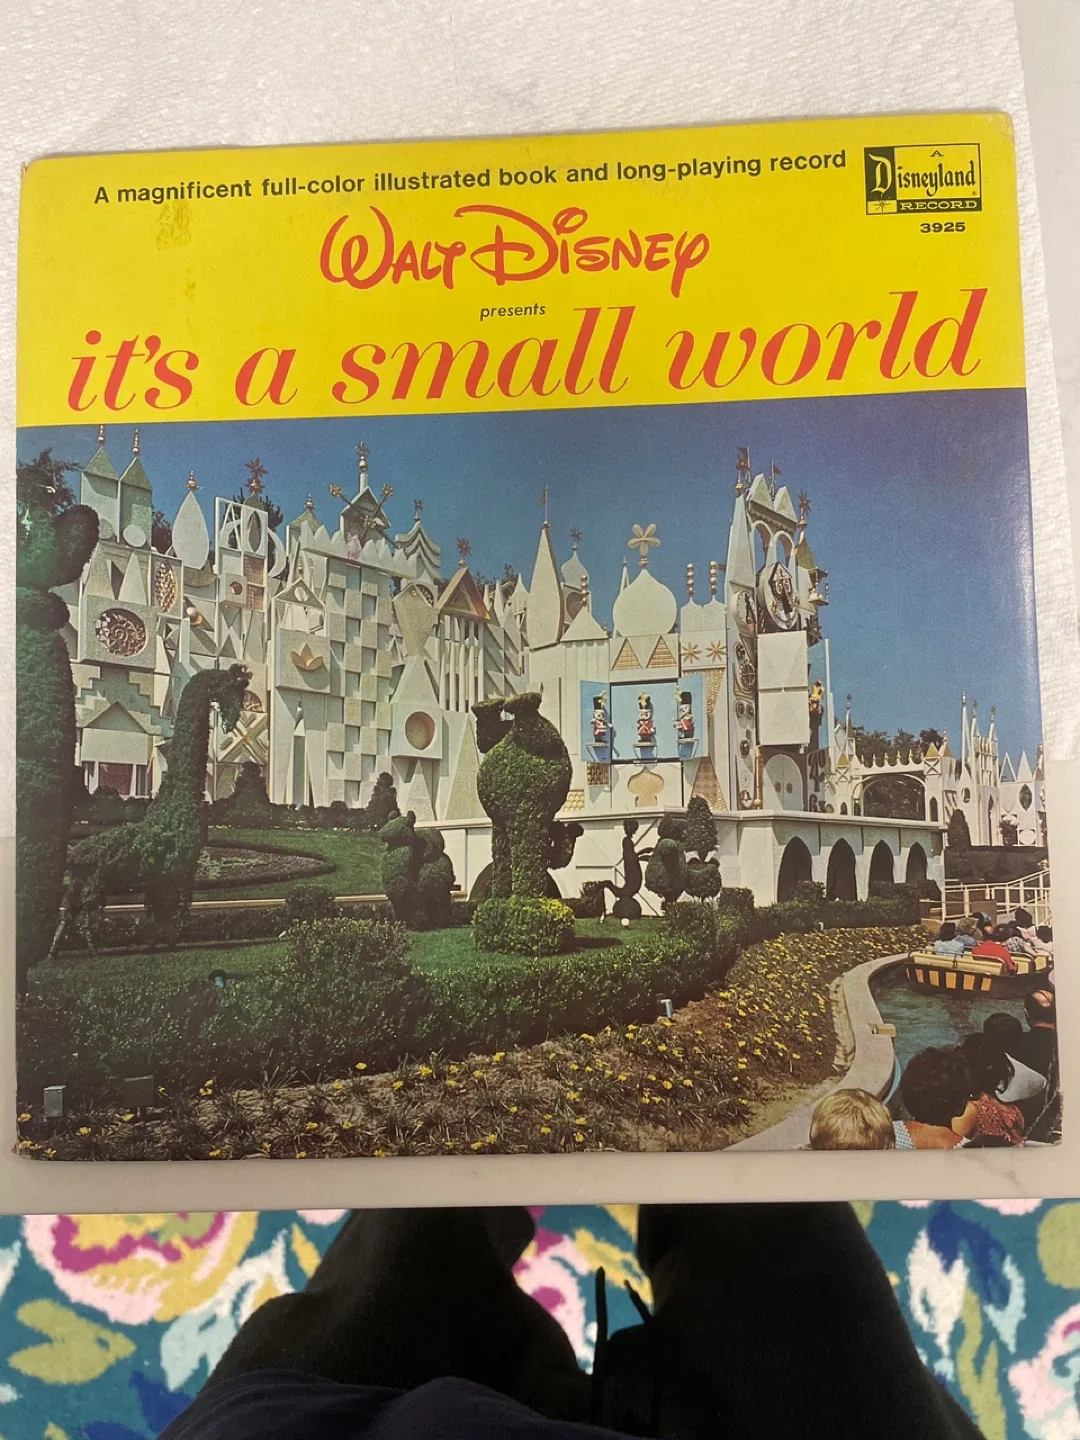 A magnificent full-color illustrated book and long-playing record
A
Disneyland
RECORD
3925
WALT DISNEY
presents
it's a small world